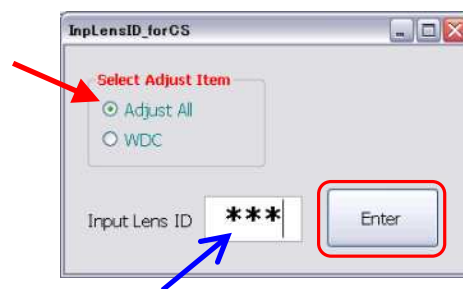 InpLensID_forCS
Select Adjust Item
Adjust All
WDC
Input Lens ID
***
Enter